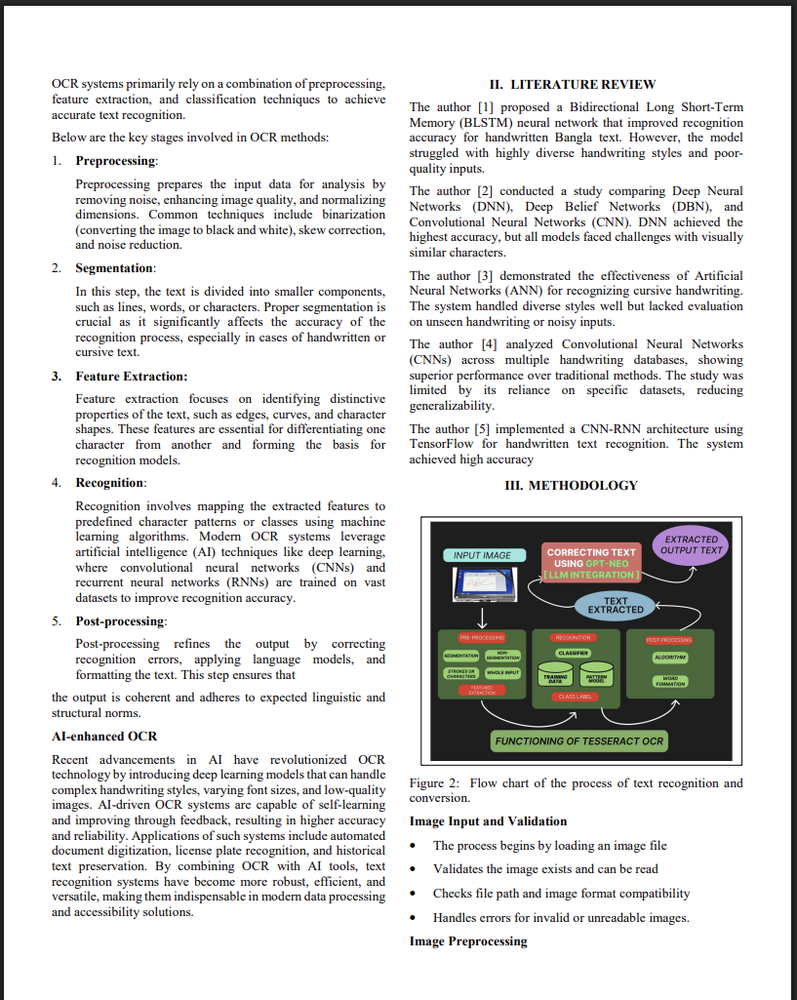 OCR systems primarily rely on a combination of preprocessing,
feature extraction, and classification techniques to achieve
accurate text recognition.
Below are the key stages involved in OCR methods:
1. Preprocessing:
Preprocessing prepares the input data for analysis by
removing noise, enhancing image quality, and normalizing
dimensions. Common techniques include binarization
(converting the image to black and white), skew correction,
and noise reduction.
2. Segmentation:
In this step, the text is divided into smaller components,
such as lines, words, or characters. Proper segmentation is
crucial as it significantly affects the accuracy of the
recognition process, especially in cases of handwritten or
cursive text.
3. Feature Extraction:
Feature extraction focuses on identifying distinctive
properties of the text, such as edges, curves, and character
shapes. These features are essential for differentiating one
character from another and forming the basis for
recognition models.
4. Recognition:
Recognition involves mapping the extracted features to
predefined character patterns or classes using machine
learning algorithms. Modern OCR systems leverage
artificial intelligence (AI) techniques like deep learning,
where convolutional neural networks (CNNs) and
recurrent neural networks (RNNs) are trained on vast
datasets to improve recognition accuracy.
5. Post-processing:
Post-processing refines the output by correcting
recognition errors, applying language models, and
formatting the text. This step ensures that
the output is coherent and adheres to expected linguistic and
structural norms.
AI-enhanced OCR
Recent advancements in AI have revolutionized OCR
technology by introducing deep learning models that can handle
complex handwriting styles, varying font sizes, and low-quality
images. AI-driven OCR systems are capable of self-learning
and improving through feedback, resulting in higher accuracy
and reliability. Applications of such systems include automated
document digitization, license plate recognition, and historical
text preservation. By combining OCR with AI tools, text
recognition systems have become more robust, efficient, and
versatile, making them indispensable in modern data processing
and accessibility solutions.
II. LITERATURE REVIEW
The author [1] proposed a Bidirectional Long Short-Term
Memory (BLSTM) neural network that improved recognition
accuracy for handwritten Bangla text. However, the model
struggled with highly diverse handwriting styles and poor-
quality inputs.
The author [2] conducted a study comparing Deep Neural
Networks (DNN), Deep Belief Networks (DBN), and
Convolutional Neural Networks (CNN). DNN achieved the
highest accuracy, but all models faced challenges with visually
similar characters.
The author [3] demonstrated the effectiveness of Artificial
Neural Networks (ANN) for recognizing cursive handwriting.
The system handled diverse styles well but lacked evaluation
on unseen handwriting or noisy inputs.
The author [4] analyzed Convolutional Neural Networks
(CNNs) across multiple handwriting databases, showing
superior performance over traditional methods. The study was
limited by its reliance on specific datasets, reducing
generalizability.
The author [5] implemented a CNN-RNN architecture using
TensorFlow for handwritten text recognition. The system
achieved high accuracy
III. METHODOLOGY
INPUT IMAGE
ABC
CORRECTING TEXT
USING GPT-NEO
[ LLM INTEGRATION ]
EXTRACTED
OUTPUT TEXT
TEXT
EXTRACTED
PRE-PROCESSING
SEGMENTATION
NON-
SEGMENTATION
STROKES OR
CHARACTERS
WHOLE INPUT
FEATURED
EXTRACTION
RECOGNITION
CLASSIFIER
TRAINING
DATA
PATTERN
MODEL
CLASS LABEL
POST-PROCESSING
ALGORITHM
WORD
FORMATION
FUNCTIONING OF TESSERACT OCR
Figure 2: Flow chart of the process of text recognition and
conversion.
Image Input and Validation
• The process begins by loading an image file
• Validates the image exists and can be read
• Checks file path and image format compatibility
• Handles errors for invalid or unreadable images.
Image Preprocessing